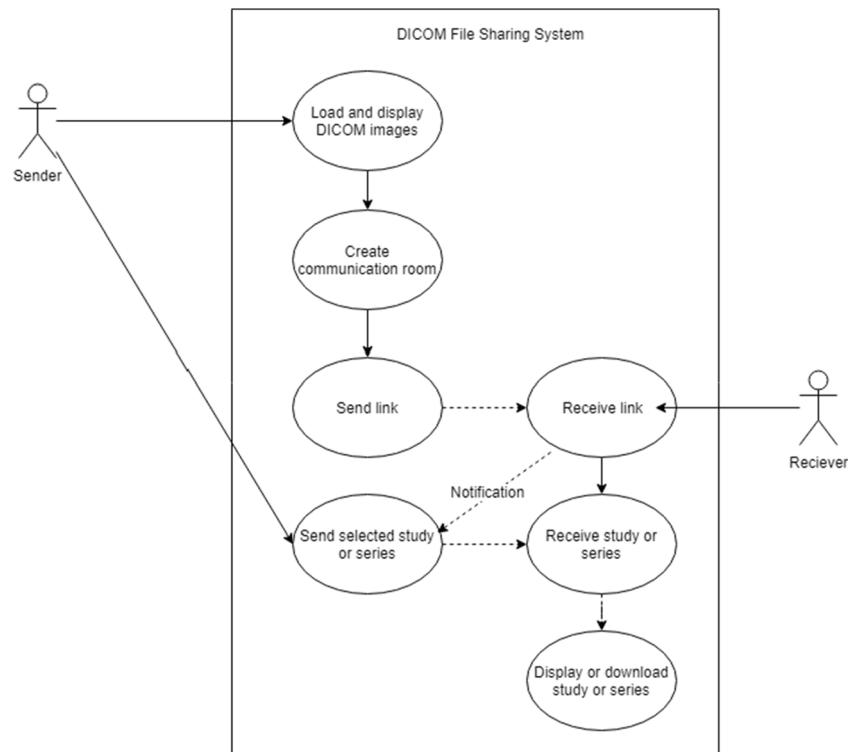 DICOM File Sharing System
Load and display
DICOM images
Sender
Create
communication room
Send link
Receive link
Reciever
Notification
Send selected study
or series
Receive study or
series
Display or download
study or series